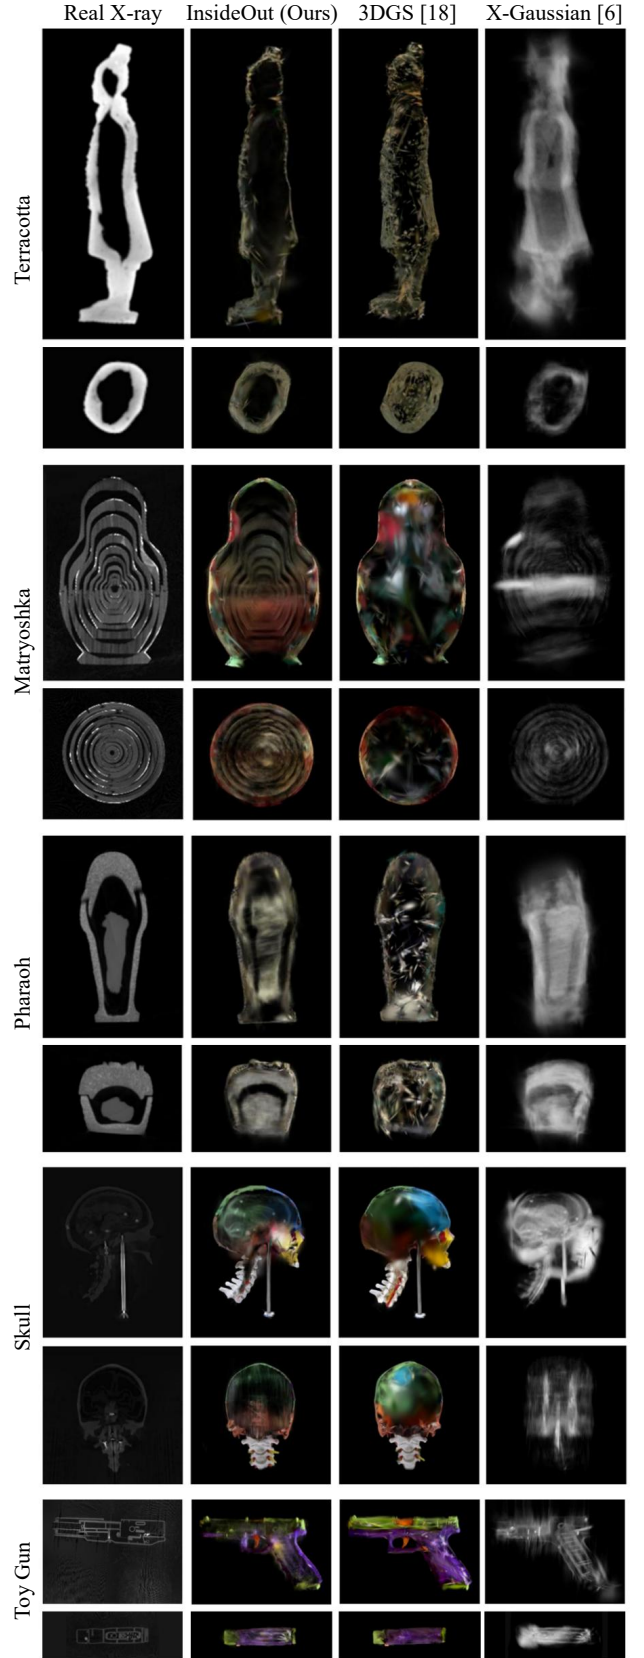 Real X-ray InsideOut (Ours) 3DGS [18] X-Gaussian [6]
Terracotta
Matryoshka
Pharaoh
Skull
Toy Gun